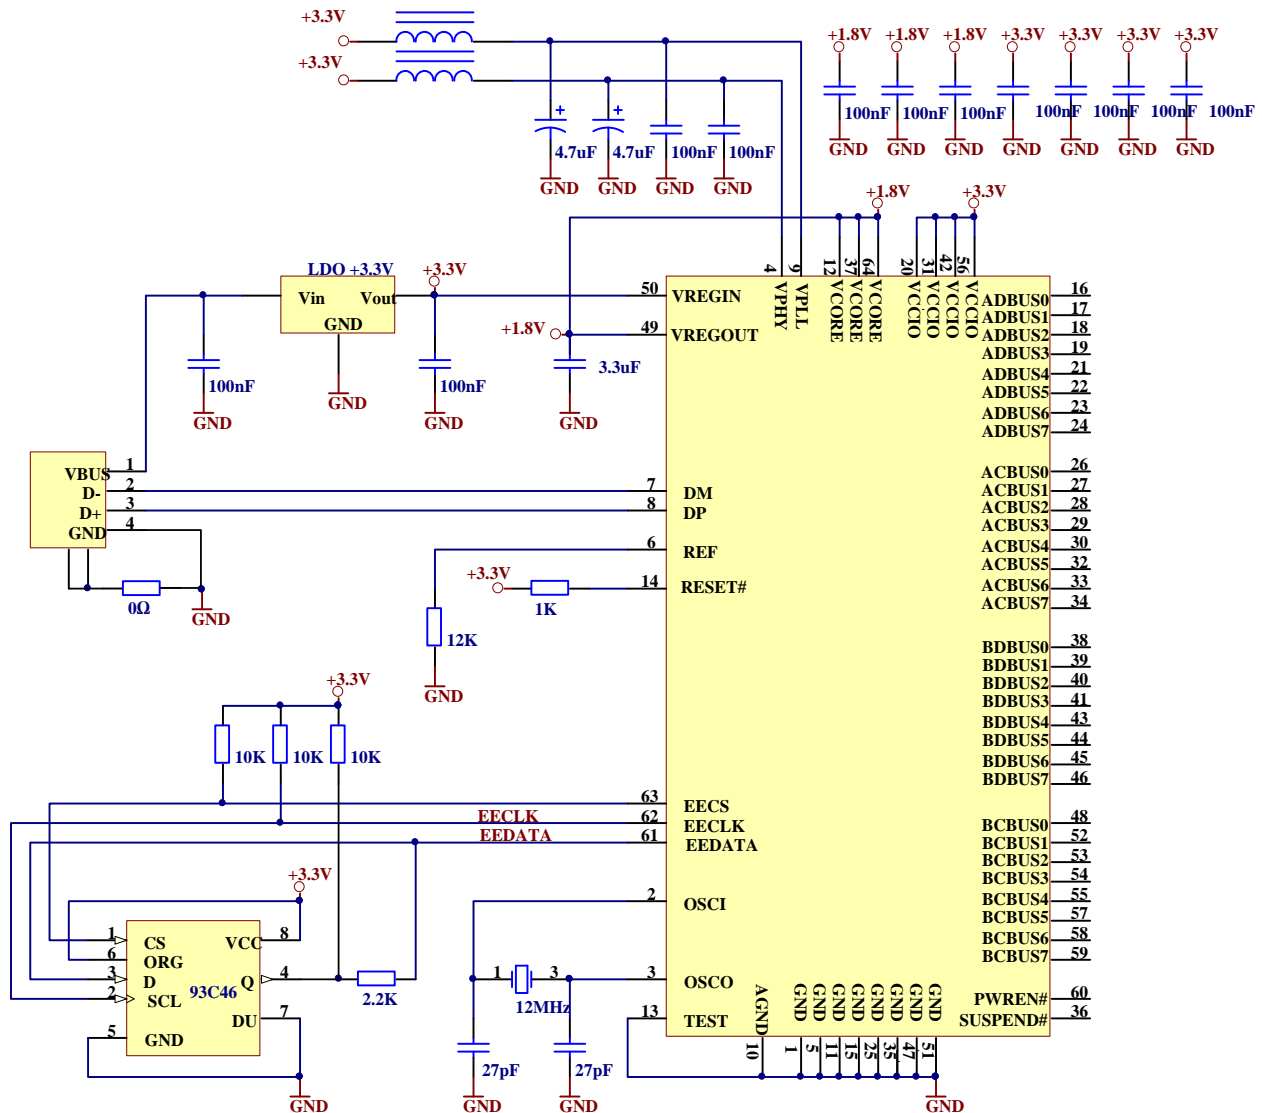 +3.3V
+3.3V
+ +
4.7uF 4.7uF 100nF 100nF
GND GND GND GND
+1.8V +1.8V +1.8V +3.3V +3.3V +3.3V +3.3V
100nF 100nF 100nF 100nF 100nF 100nF 100nF
GND GND GND GND GND GND GND
+1.8V +3.3V
4 9 12 37 64 20 31 42 56
VPHY VPLL VCORE VCORE VCORE VCCIO VCCIO VCCIO VCCIO
LDO +3.3V
Vin Vout
GND
+3.3V
100nF
GND
GND
100nF
GND
+1.8V
3.3uF
GND
50 VREGIN
49 VREGOUT
VBUS 1
D- 2
D+ 3
GND 4
0Ω
GND
7 DM
8 DP
6 REF
14 RESET#
+3.3V
1K
12K
GND
+3.3V
10K 10K 10K
63 EECS
EECLK 62 EECLK
EEDATA 61 EEDATA
+3.3V
1 CS
6 ORG
3 D
2 SCL
5 GND
93C46
VCC 8
Q 4
DU 7
2.2K
GND
2 OSCI
3 OSCO
13 TEST
1 3
12MHz
27pF 27pF
GND GND
AGND GND GND GND GND GND GND GND GND
10 1 5 11 15 25 35 47 51
GND
ADBUS0 16
ADBUS1 17
ADBUS2 18
ADBUS3 19
ADBUS4 21
ADBUS5 22
ADBUS6 23
ADBUS7 24
ACBUS0 26
ACBUS1 27
ACBUS2 28
ACBUS3 29
ACBUS4 30
ACBUS5 32
ACBUS6 33
ACBUS7 34
BDBUS0 38
BDBUS1 39
BDBUS2 40
BDBUS3 41
BDBUS4 43
BDBUS5 44
BDBUS6 45
BDBUS7 46
BCBUS0 48
BCBUS1 52
BCBUS2 53
BCBUS3 54
BCBUS4 55
BCBUS5 57
BCBUS6 58
BCBUS7 59
PWREN# 60
SUSPEND# 36